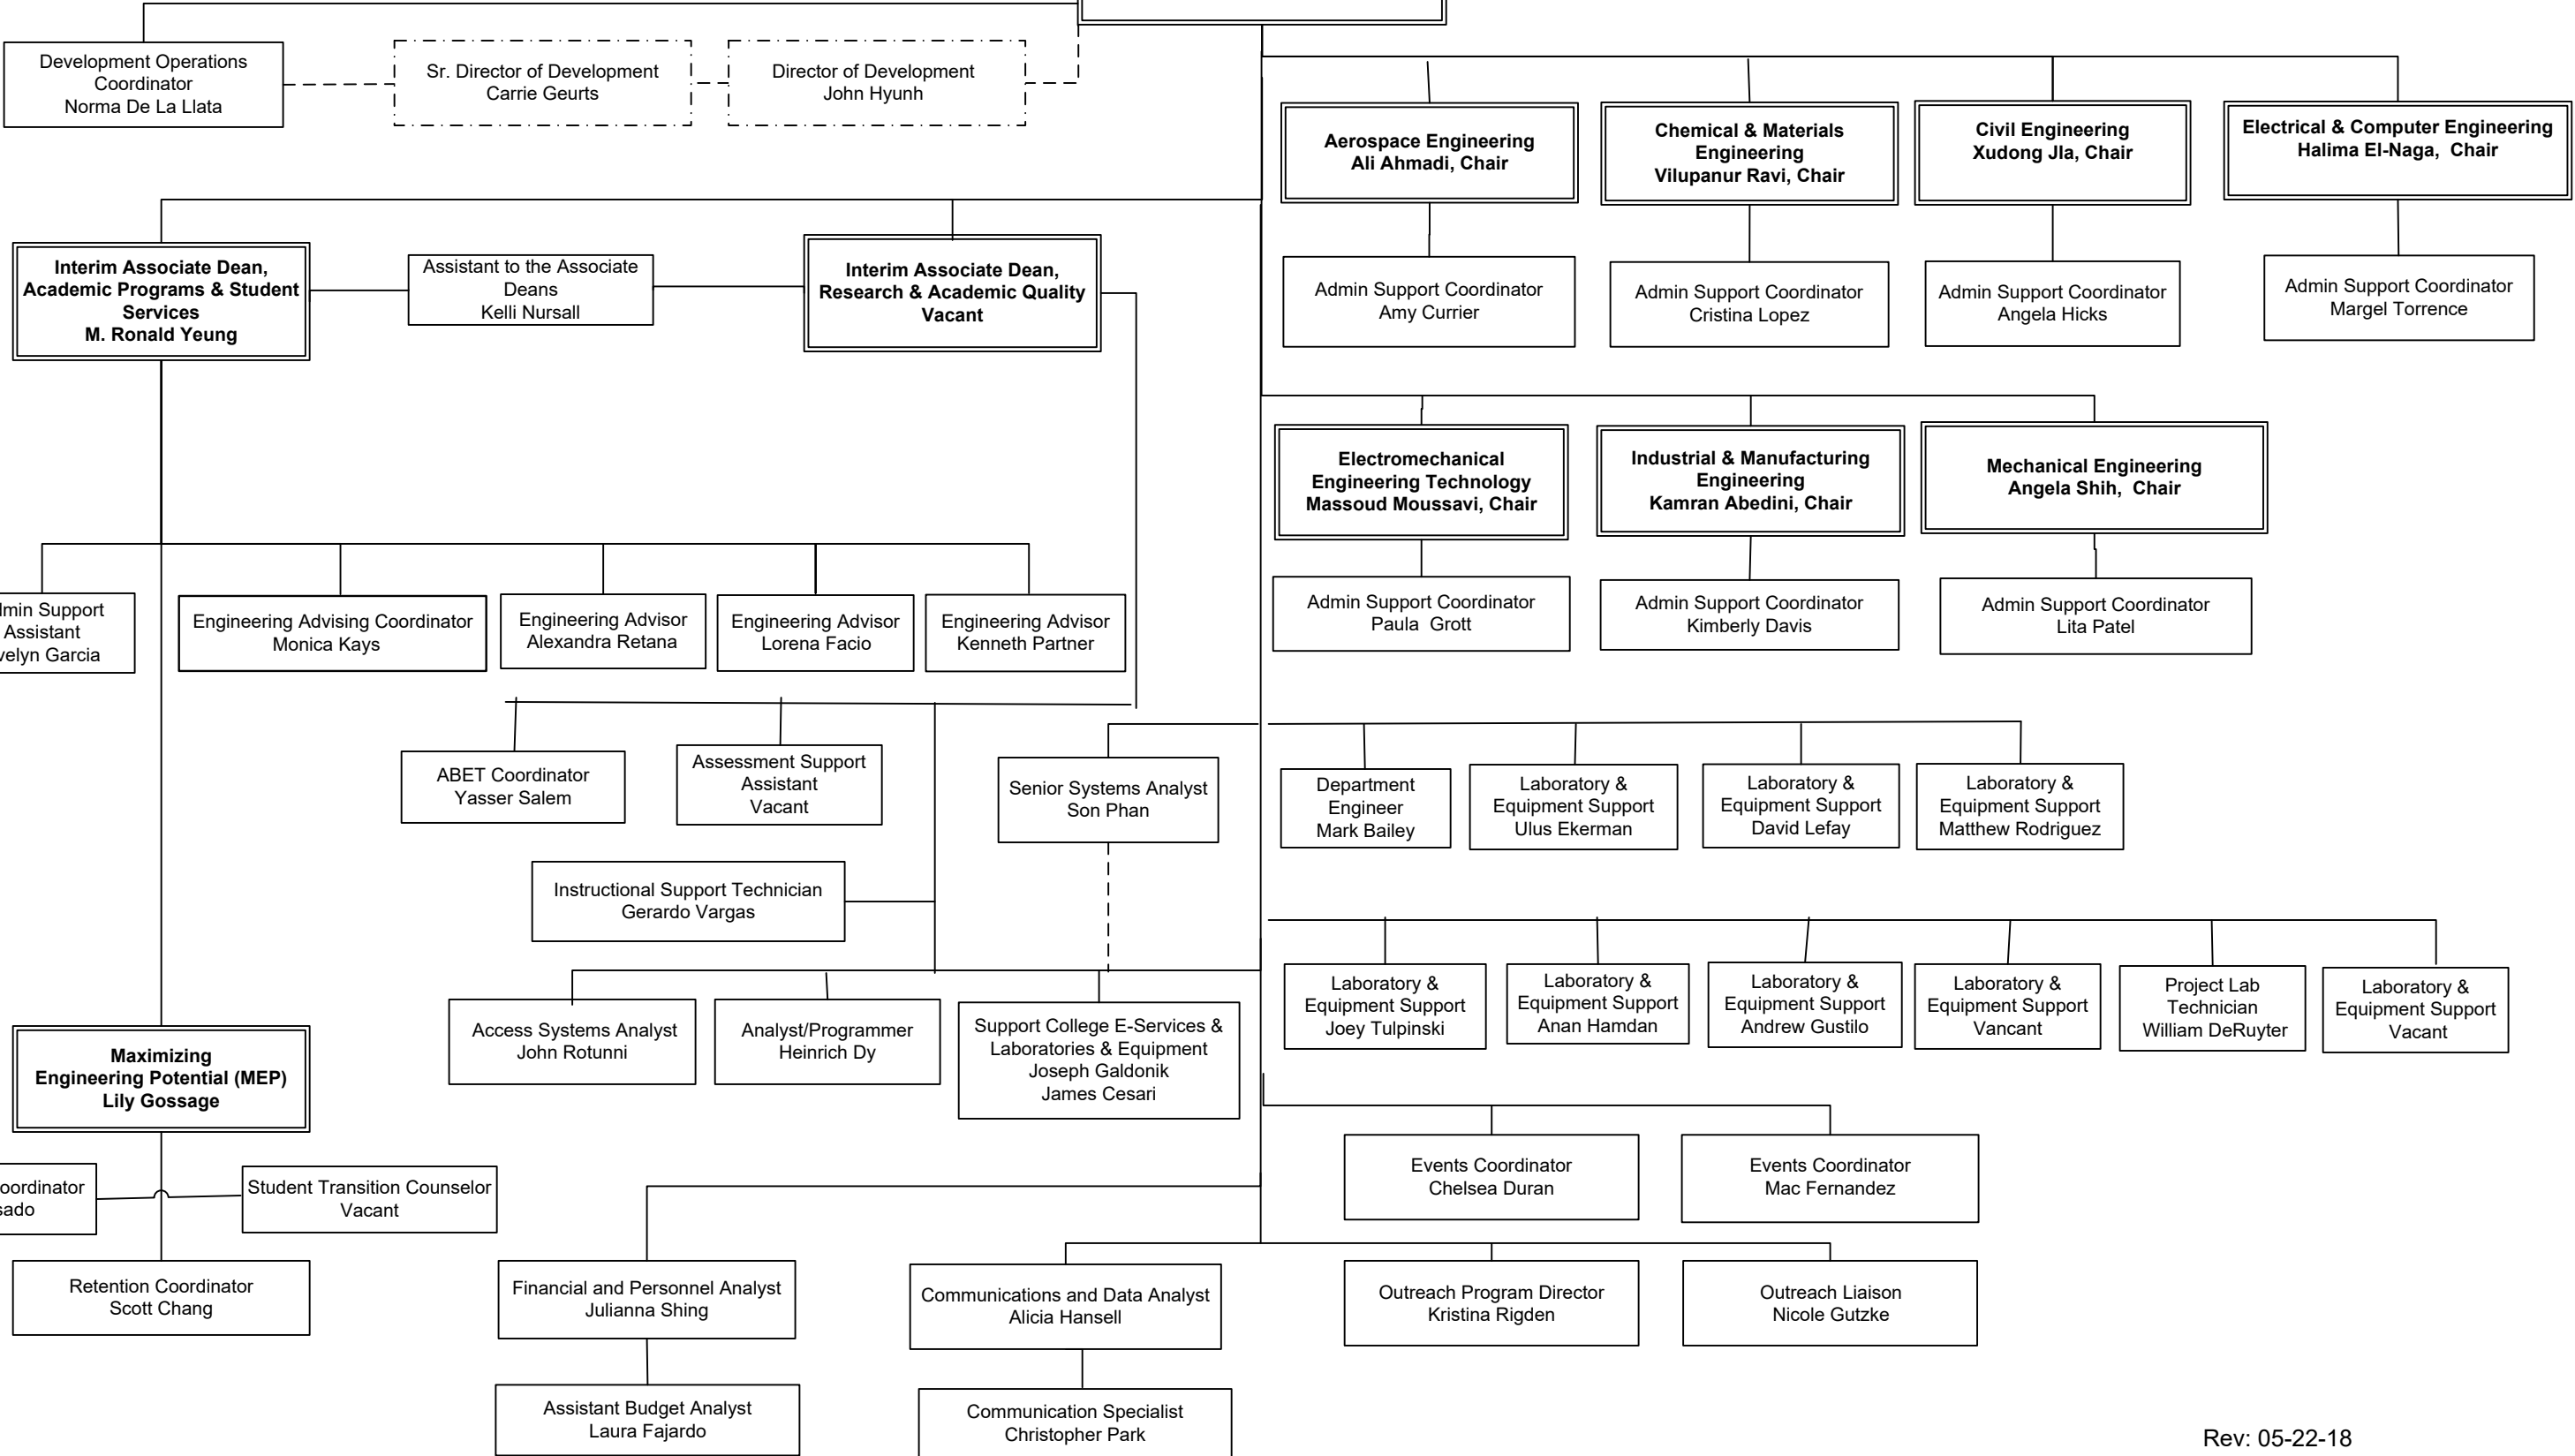 Development Operations
Coordinator
Norma De La Llata
Sr. Director of Development
Carrie Geurts
Director of Development
John Hyunh
Aerospace Engineering
Ali Ahmadi, Chair
Chemical & Materials
Engineering
Vilupanur Ravi, Chair
Civil Engineering
Xudong JIa, Chair
Electrical & Computer Engineering
Halima El-Naga, Chair
Interim Associate Dean,
Academic Programs & Student
Services
M. Ronald Yeung
Assistant to the Associate
Deans
Kelli Nursall
Interim Associate Dean,
Research & Academic Quality
Vacant
Admin Support Coordinator
Amy Currier
Admin Support Coordinator
Cristina Lopez
Admin Support Coordinator
Angela Hicks
Admin Support Coordinator
Margel Torrence
Electromechanical
Engineering Technology
Massoud Moussavi, Chair
Industrial & Manufacturing
Engineering
Kamran Abedini, Chair
Mechanical Engineering
Angela Shih, Chair
Support
Assistant
Garcia
Engineering Advising Coordinator
Monica Kays
Engineering Advisor
Alexandra Retana
Engineering Advisor
Lorena Facio
Engineering Advisor
Kenneth Partner
Admin Support Coordinator
Paula Grott
Admin Support Coordinator
Kimberly Davis
Admin Support Coordinator
Lita Patel
ABET Coordinator
Yasser Salem
Assessment Support
Assistant
Vacant
Senior Systems Analyst
Son Phan
Department
Engineer
Mark Bailey
Laboratory &
Equipment Support
Ulus Ekerman
Laboratory &
Equipment Support
David Lefay
Laboratory &
Equipment Support
Matthew Rodriguez
Instructional Support Technician
Gerardo Vargas
Access Systems Analyst
John Rotunni
Analyst/Programmer
Heinrich Dy
Support College E-Services &
Laboratories & Equipment
Joseph Galdonik
James Cesari
Laboratory &
Equipment Support
Joey Tulpinski
Laboratory &
Equipment Support
Anan Hamdan
Laboratory &
Equipment Support
Andrew Gustilo
Laboratory &
Equipment Support
Vancant
Project Lab
Technician
William DeRuyter
Laboratory &
Equipment Support
Vacant
Maximizing
Engineering Potential (MEP)
Lily Gossage
Student Transition Counselor
Vacant
Events Coordinator
Chelsea Duran
Events Coordinator
Mac Fernandez
Retention Coordinator
Scott Chang
Financial and Personnel Analyst
Julianna Shing
Communications and Data Analyst
Alicia Hansell
Outreach Program Director
Kristina Rigden
Outreach Liaison
Nicole Gutzke
Assistant Budget Analyst
Laura Fajardo
Communication Specialist
Christopher Park
Rev: 05-22-18